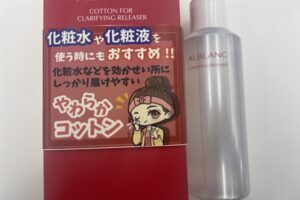 COTTON FOR
CLARIFYING RELEASER
化粧水や化粧液を
使う時にもおすすめ!!
化粧水などを効かせい所に
しっかり届けやすい
やわらか
コットン
ALBLANC
CLARIFYING RELEASER